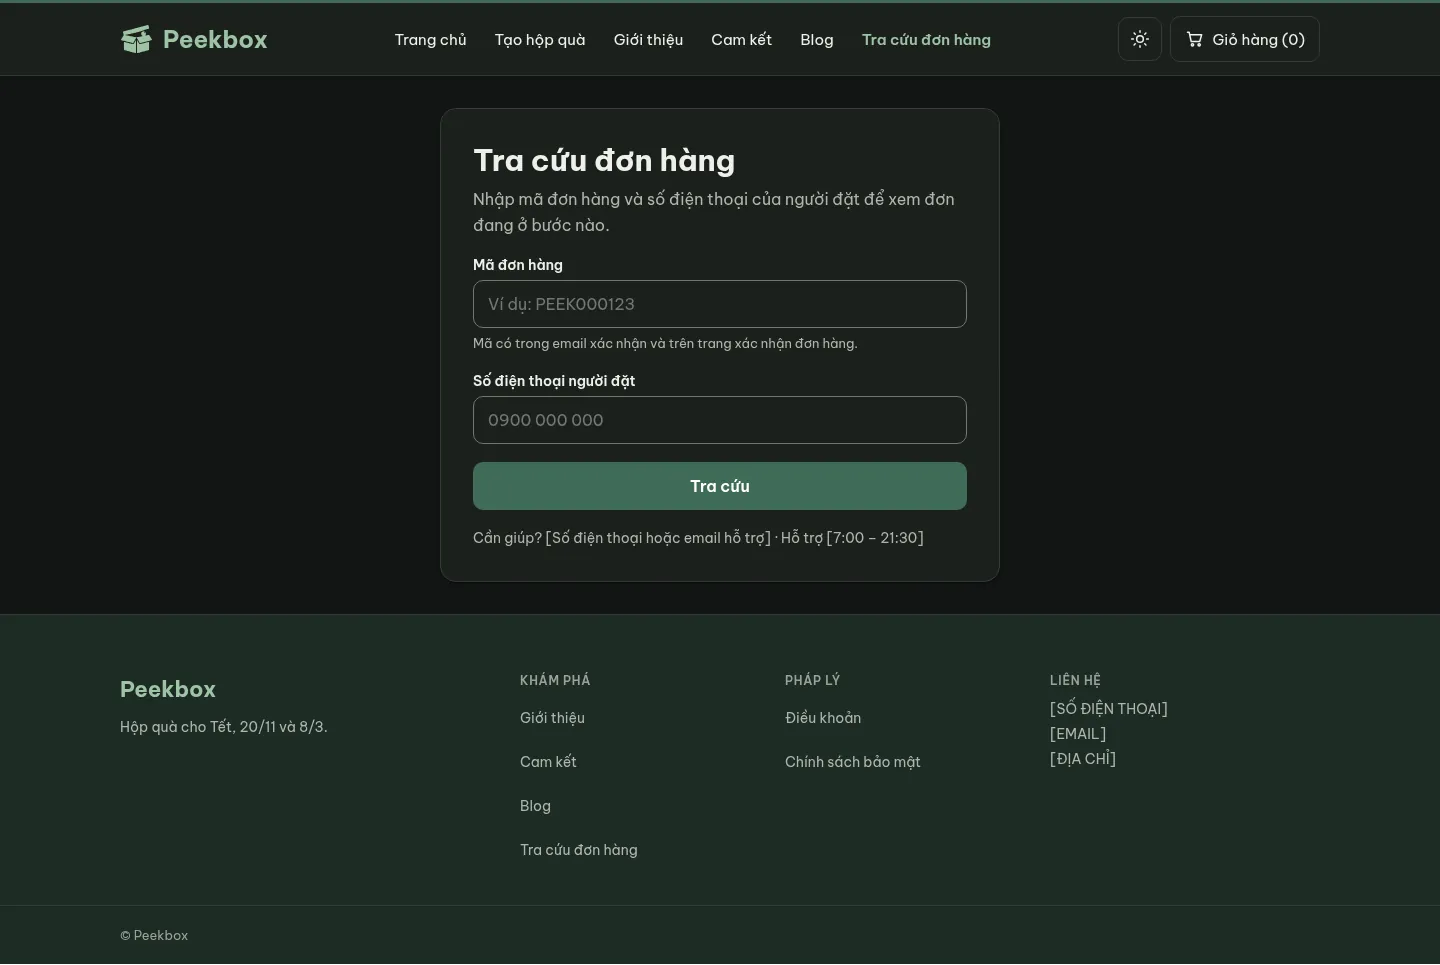 Peekbox
Trang chủ
Tạo hộp quà
Giới thiệu
Cam kết
Blog
Tra cứu đơn hàng
Giỏ hàng (0)
Tra cứu đơn hàng
Nhập mã đơn hàng và số điện thoại của người đặt để xem đơn
đang ở bước nào.
Mã đơn hàng
Ví dụ: PEEK000123
Mã có trong email xác nhận và trên trang xác nhận đơn hàng.
Số điện thoại người đặt
0900 000 000
Tra cứu
Cần giúp? [Số điện thoại hoặc email hỗ trợ] · Hỗ trợ [7:00 – 21:30]
Peekbox
Hộp quà cho Tết, 20/11 và 8/3.
KHÁM PHÁ
Giới thiệu
Cam kết
Blog
Tra cứu đơn hàng
PHÁP LÝ
Điều khoản
Chính sách bảo mật
LIÊN HỆ
[SỐ ĐIỆN THOẠI]
[EMAIL]
[ĐỊA CHỈ]
© Peekbox